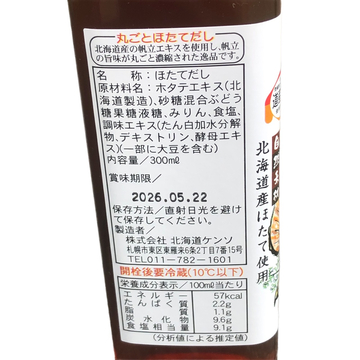 丸ごとほたてだし
北海道産の帆立エキスを使用し、帆立
の旨味が丸ごと濃縮された逸品です。
名　称：ほたてだし
原材料名：ホタテエキス(北
海道製造)、砂糖混合ぶどう
糖果糖液糖、みりん、食塩、
調味エキス(たん白加水分解
物、デキストリン、酵母エキ
ス)(一部に大豆を含む)
内容量／300㎖
賞味期限／
2026.05.22
保存方法／直射日光を避け
て保存して下さい。
製造者／
株式会社 北海道ケンソ
札幌市東区東雁来6条2丁目7番15号
TEL011-782-1601
開栓後要冷蔵(10℃以下)
栄養成分表示／100㎖当たり
エネルギー 57kcal
たんぱく質 2.2g
脂質 1.1g
炭水化物 9.6g
食塩相当量 9.1g
(分析値による推定値)
北海道産ほたて使用